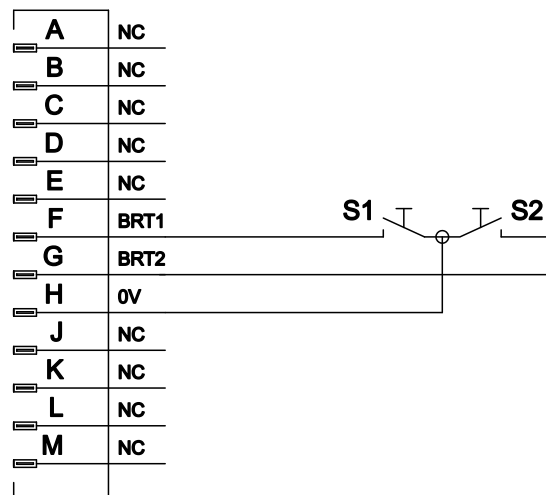 A NC
B NC
C NC
D NC
E NC
S1 S2
F BRT1
G BRT2
H 0V
J NC
K NC
L NC
M NC